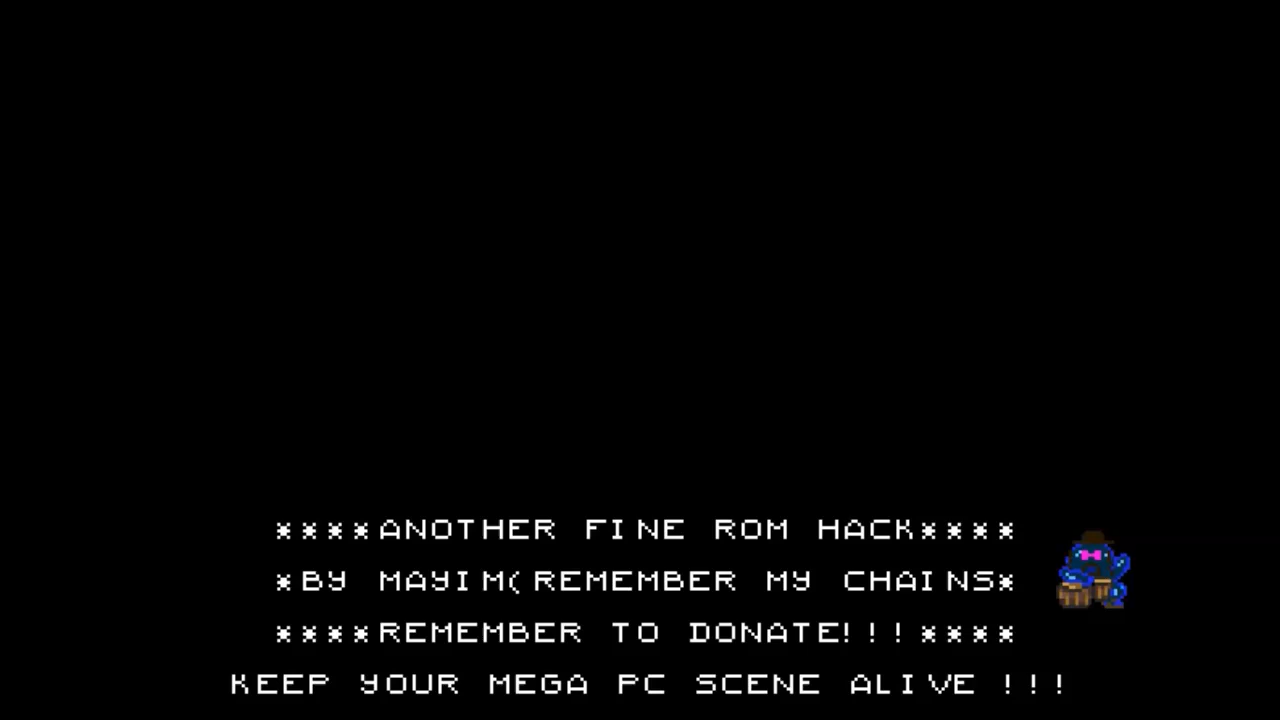 ****ANOTHER FINE ROM HACK****
*BY MAYIM(REMEMBER MY CHAINS*
****REMEMBER TO DONATE!!!****
KEEP YOUR MEGA PC SCENE ALIVE !!!